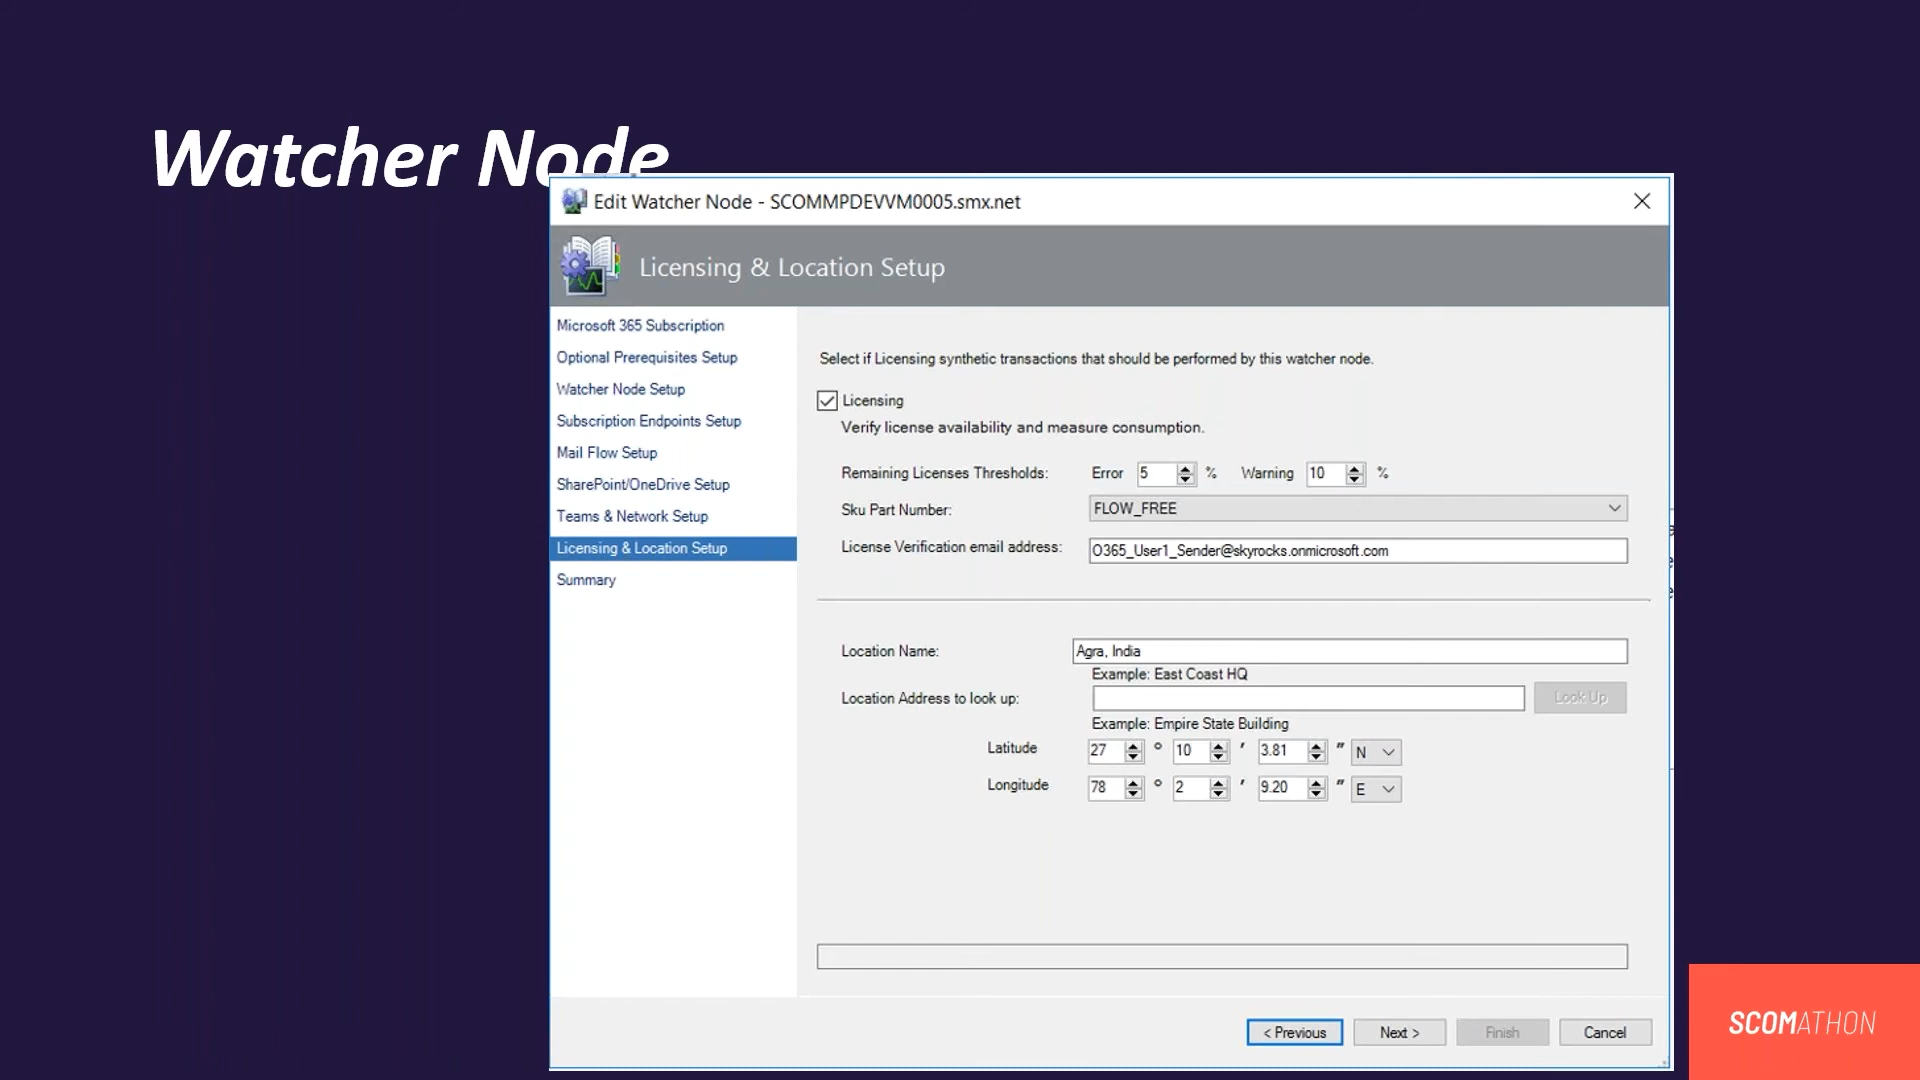 Watcher Node
Edit Watcher Node - SCOMMPDEVVM0005.smx.net
Licensing & Location Setup
Microsoft 365 Subscription
Optional Prerequisites Setup
Watcher Node Setup
Subscription Endpoints Setup
Mail Flow Setup
SharePoint/OneDrive Setup
Teams & Network Setup
Licensing & Location Setup
Summary
Select if Licensing synthetic transactions that should be performed by this watcher node.
Licensing
Verify license availability and measure consumption.
Remaining Licenses Thresholds: Error 5 % Warning 10 %
Sku Part Number: FLOW_FREE
License Verification email address: O365_User1_Sender@skyrocks.onmicrosoft.com
Location Name: Agra, India
Example: East Coast HQ
Location Address to look up: Look Up
Example: Empire State Building
Latitude 27 ° 10 ' 3.81 " N
Longitude 78 ° 2 ' 9.20 " E
< Previous Next > Finish Cancel
SCOMATHON